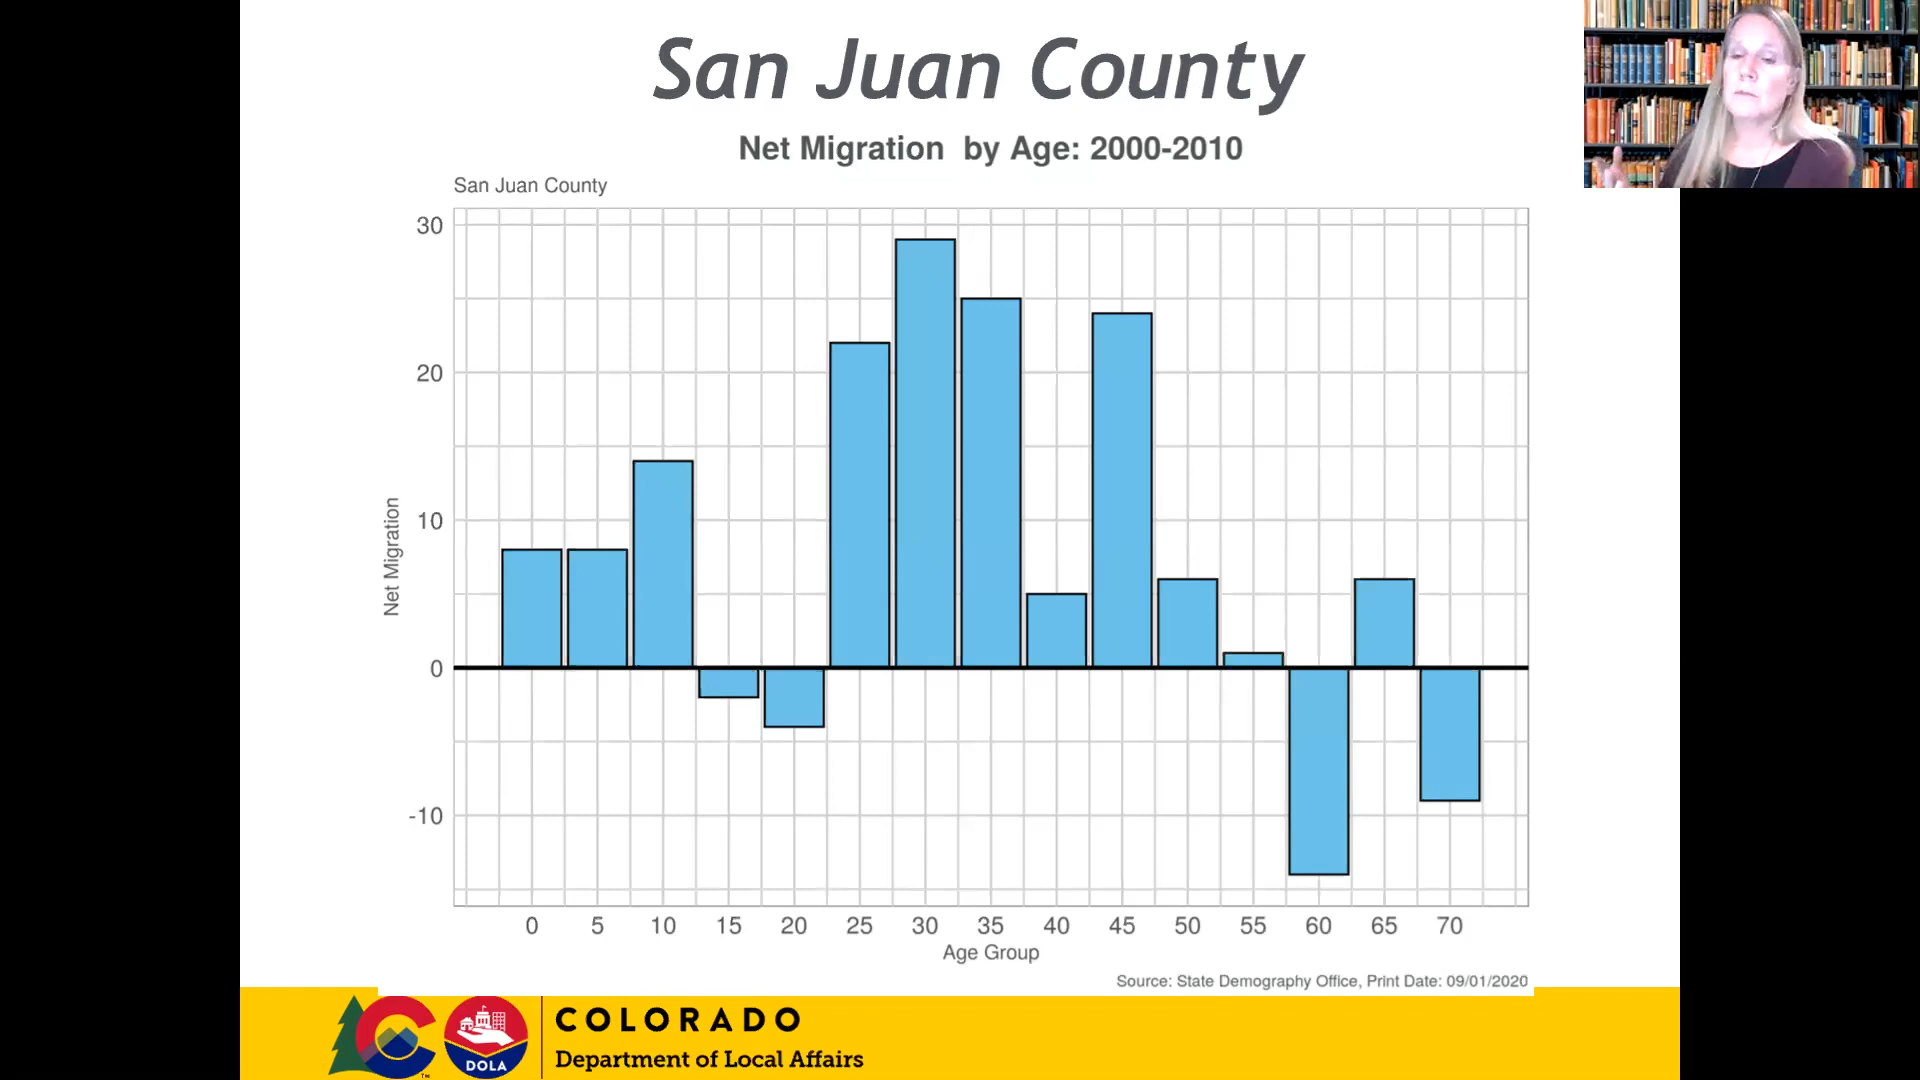 San Juan County
Net Migration by Age: 2000-2010
San Juan County
30
20
10
0
-10
Net Migration
0 5 10 15 20 25 30 35 40 45 50 55 60 65 70
Age Group
Source: State Demography Office, Print Date: 09/01/2020
COLORADO
Department of Local Affairs
DOLA
TM